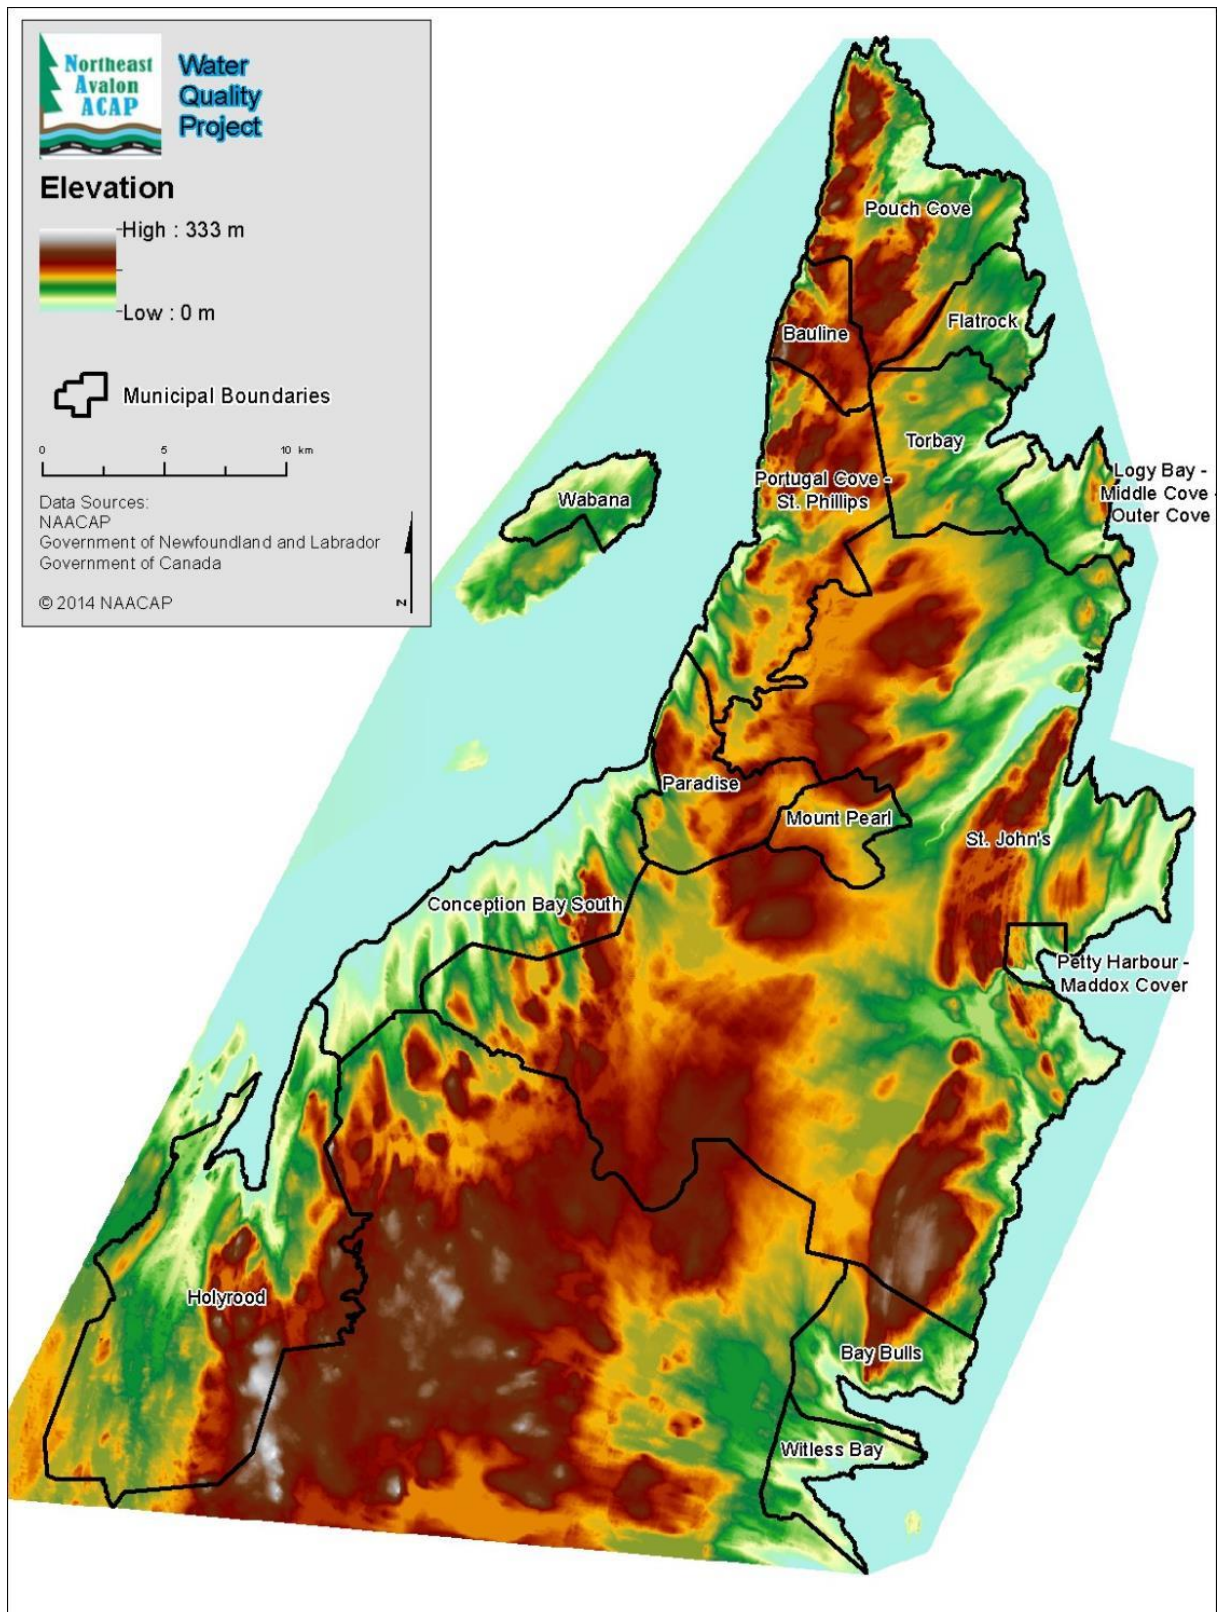 Northeast
Avalon
ACAP
Water
Quality
Project
Elevation
High : 333 m
Low : 0 m
Municipal Boundaries
0 5 10 km
Data Sources:
NAACAP
Government of Newfoundland and Labrador
Government of Canada
© 2014 NAACAP
N
Pouch Cove
Flatrock
Bauline
Torbay
Logy Bay -
Middle Cove -
Outer Cove
Portugal Cove -
St. Phillips
Wabana
Paradise
Mount Pearl
St. John's
Conception Bay South
Petty Harbour -
Maddox Cover
Holyrood
Bay Bulls
Witless Bay